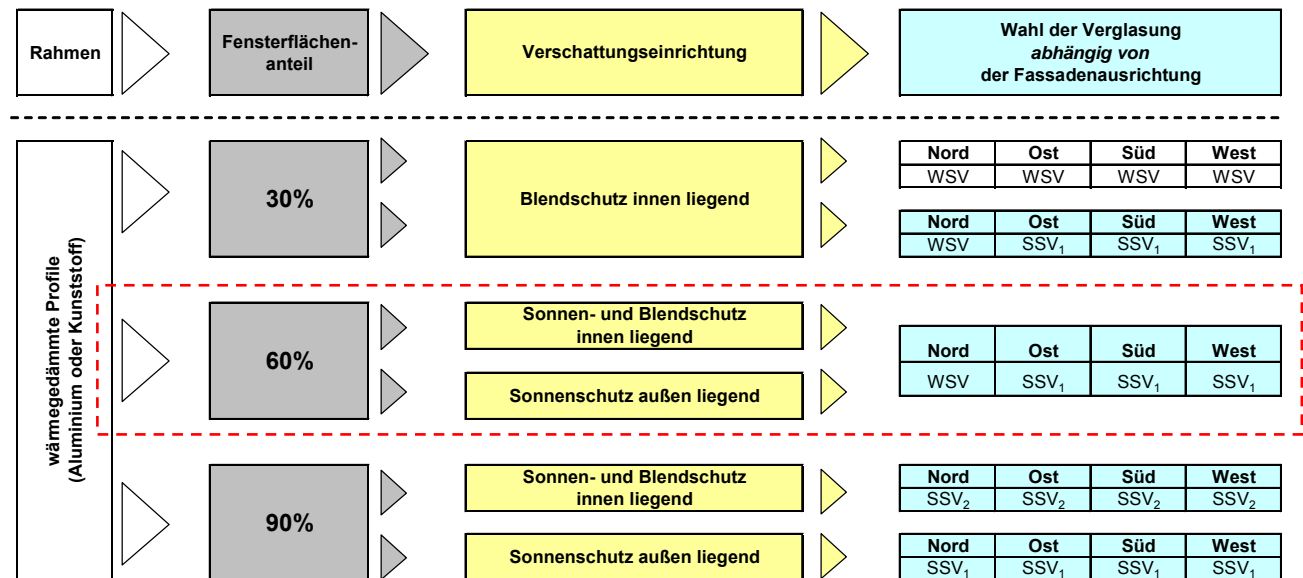 Rahmen
Fensterflächen-
anteil
Verschattungseinrichtung
Wahl der Verglasung
abhängig von
der Fassadenausrichtung
wärmegedämmte Profile
(Aluminium oder Kunststoff)
30%
Blendschutz innen liegend
Nord Ost Süd West
WSV WSV WSV WSV
Nord Ost Süd West
WSV SSV₁ SSV₁ SSV₁
60%
Sonnen- und Blendschutz
innen liegend
Sonnenschutz außen liegend
Nord Ost Süd West
WSV SSV₁ SSV₁ SSV₁
90%
Sonnen- und Blendschutz
innen liegend
Nord Ost Süd West
SSV₂ SSV₂ SSV₂ SSV₂
Sonnenschutz außen liegend
Nord Ost Süd West
SSV₁ SSV₁ SSV₁ SSV₁